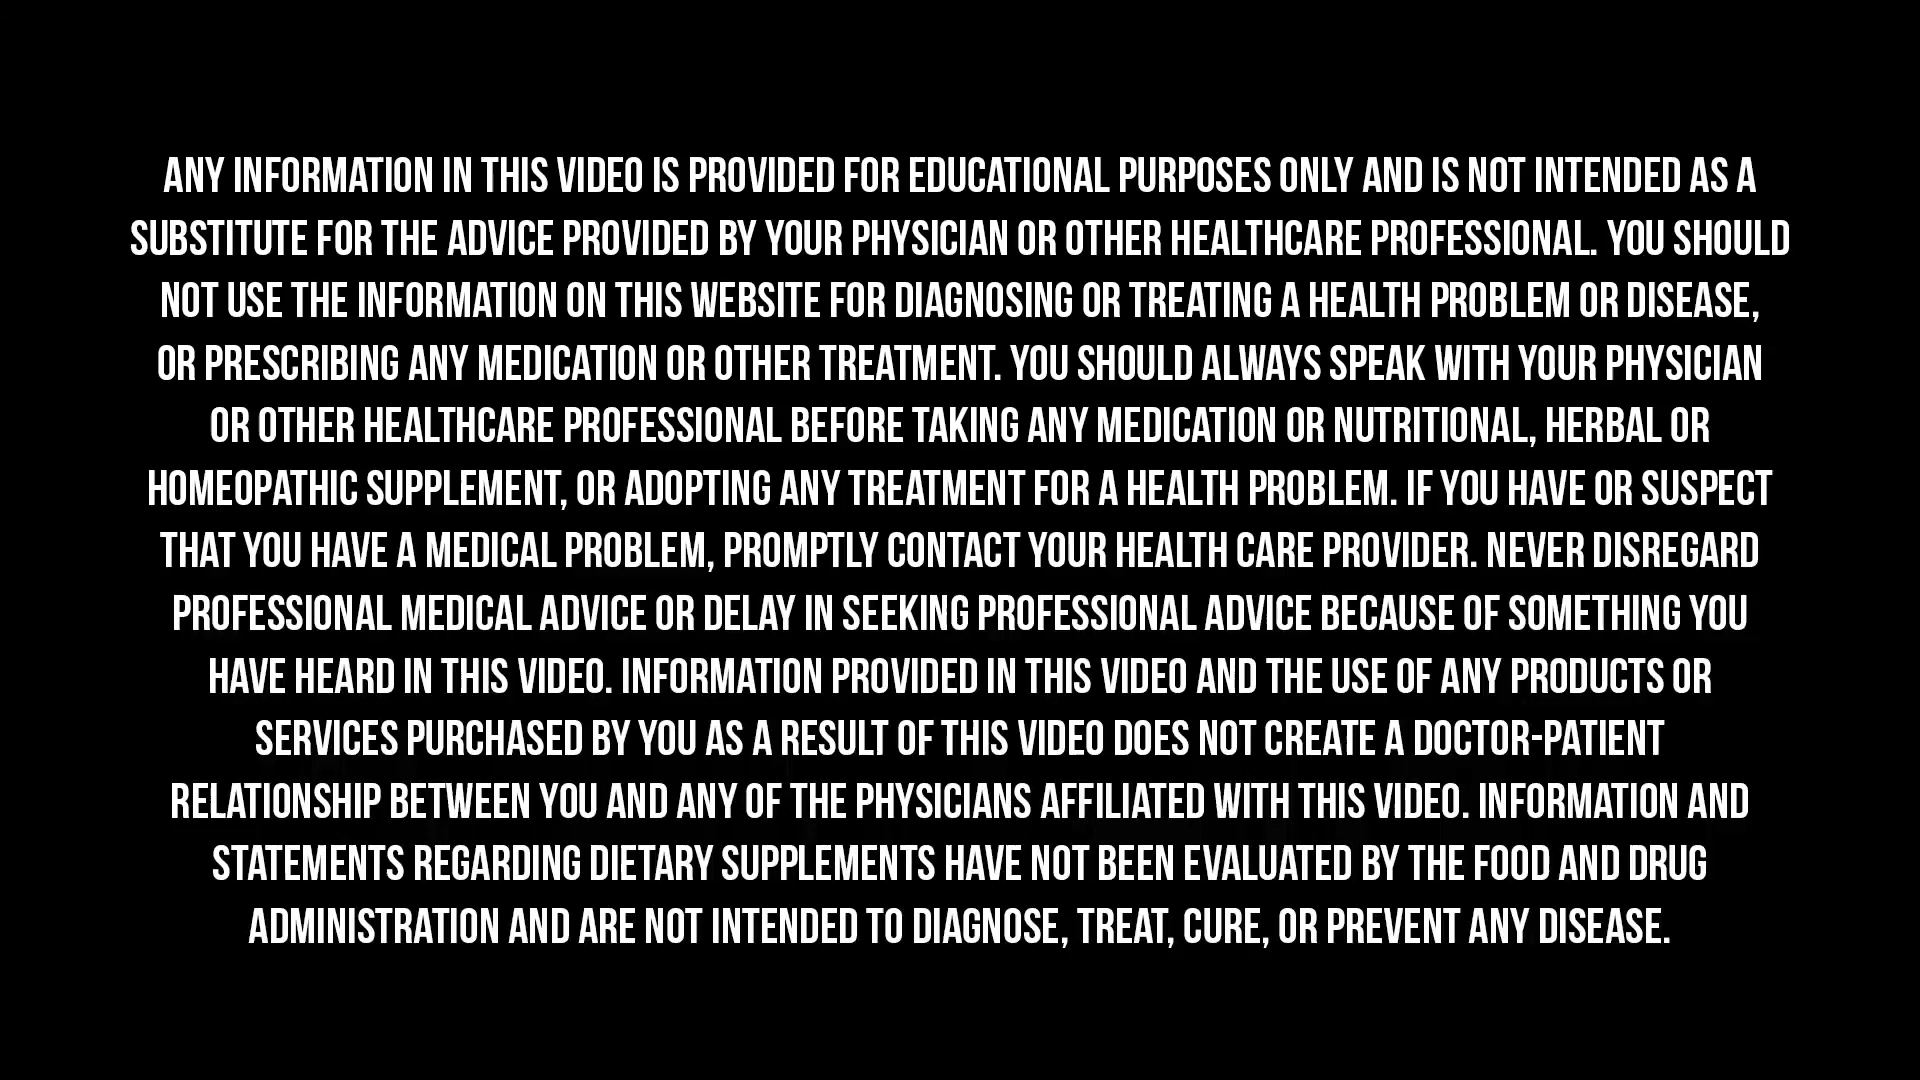 ANY INFORMATION IN THIS VIDEO IS PROVIDED FOR EDUCATIONAL PURPOSES ONLY AND IS NOT INTENDED AS A
SUBSTITUTE FOR THE ADVICE PROVIDED BY YOUR PHYSICIAN OR OTHER HEALTHCARE PROFESSIONAL. YOU SHOULD
NOT USE THE INFORMATION ON THIS WEBSITE FOR DIAGNOSING OR TREATING A HEALTH PROBLEM OR DISEASE,
OR PRESCRIBING ANY MEDICATION OR OTHER TREATMENT. YOU SHOULD ALWAYS SPEAK WITH YOUR PHYSICIAN
OR OTHER HEALTHCARE PROFESSIONAL BEFORE TAKING ANY MEDICATION OR NUTRITIONAL, HERBAL OR
HOMEOPATHIC SUPPLEMENT, OR ADOPTING ANY TREATMENT FOR A HEALTH PROBLEM. IF YOU HAVE OR SUSPECT
THAT YOU HAVE A MEDICAL PROBLEM, PROMPTLY CONTACT YOUR HEALTH CARE PROVIDER. NEVER DISREGARD
PROFESSIONAL MEDICAL ADVICE OR DELAY IN SEEKING PROFESSIONAL ADVICE BECAUSE OF SOMETHING YOU
HAVE HEARD IN THIS VIDEO. INFORMATION PROVIDED IN THIS VIDEO AND THE USE OF ANY PRODUCTS OR
SERVICES PURCHASED BY YOU AS A RESULT OF THIS VIDEO DOES NOT CREATE A DOCTOR-PATIENT
RELATIONSHIP BETWEEN YOU AND ANY OF THE PHYSICIANS AFFILIATED WITH THIS VIDEO. INFORMATION AND
STATEMENTS REGARDING DIETARY SUPPLEMENTS HAVE NOT BEEN EVALUATED BY THE FOOD AND DRUG
ADMINISTRATION AND ARE NOT INTENDED TO DIAGNOSE, TREAT, CURE, OR PREVENT ANY DISEASE.